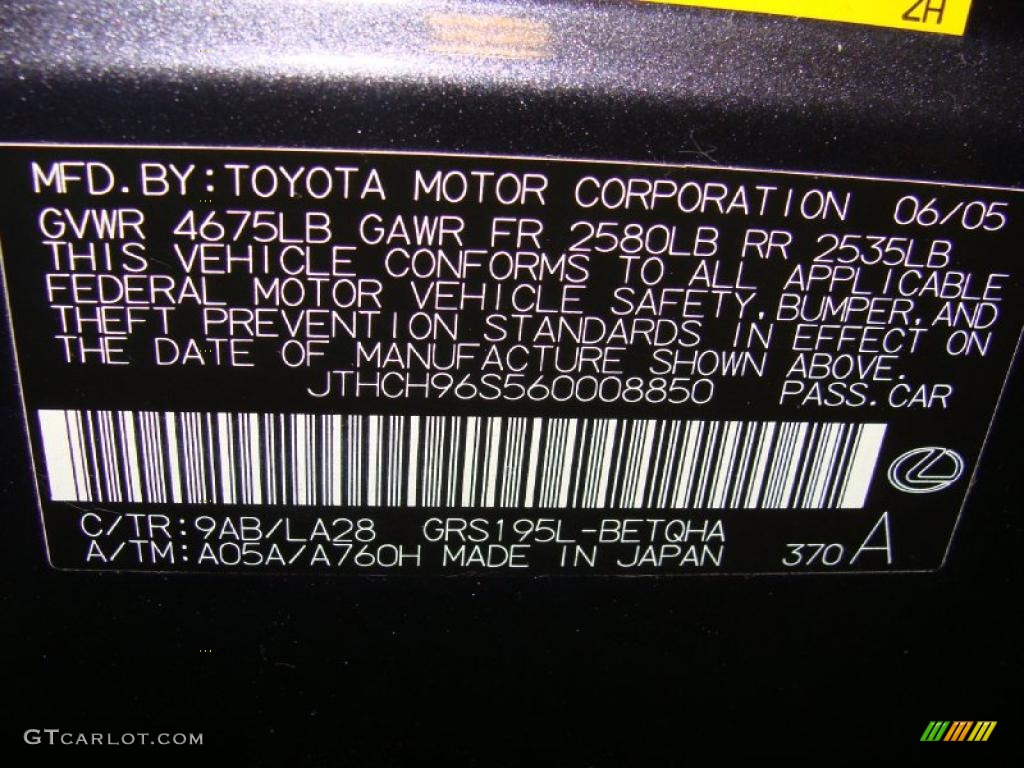 2H
MFD. BY: TOYOTA MOTOR CORPORATION 06/05
GVWR 4675LB GAWR FR 2580LB RR 2535LB
THIS VEHICLE CONFORMS TO ALL APPLICABLE
FEDERAL MOTOR VEHICLE SAFETY, BUMPER, AND
THEFT PREVENTION STANDARDS IN EFFECT ON
THE DATE OF MANUFACTURE SHOWN ABOVE.
JTHCH96S560008850 PASS. CAR
C/TR: 9AB/LA28 GRS195L-BETQHA
A/TM: A05A/A760H MADE IN JAPAN 370 A
GTCARLOT.COM